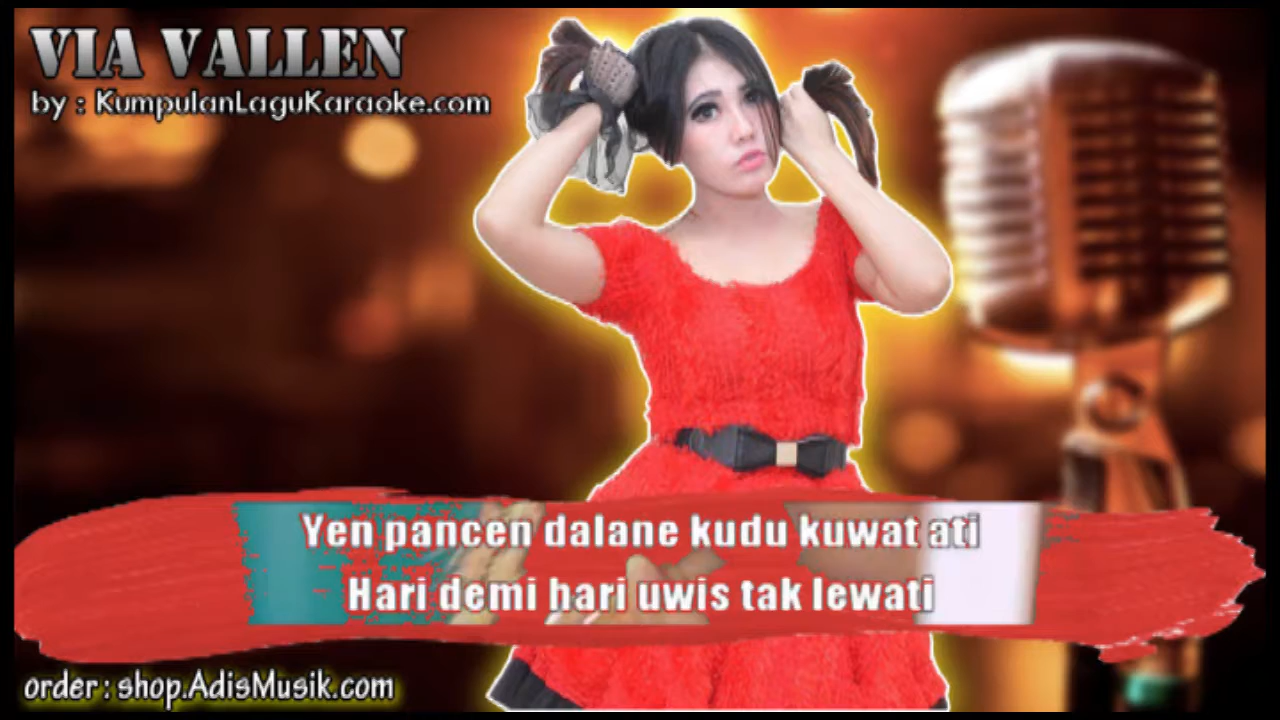 VIA VALLEN
by : KumpulanLaguKaraoke.com
Yen pancen dalane kudu kuwat ati
Hari demi hari uwis tak lewati
order : shop.AdisMusik.com